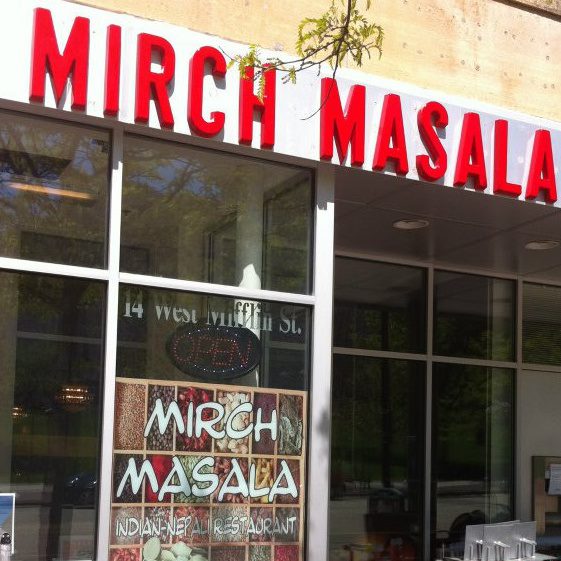 MIRCH MASALA
14 West Mifflin St.
OPEN
MIRCH
MASALA
INDIAN-NEPALI RESTAURANT